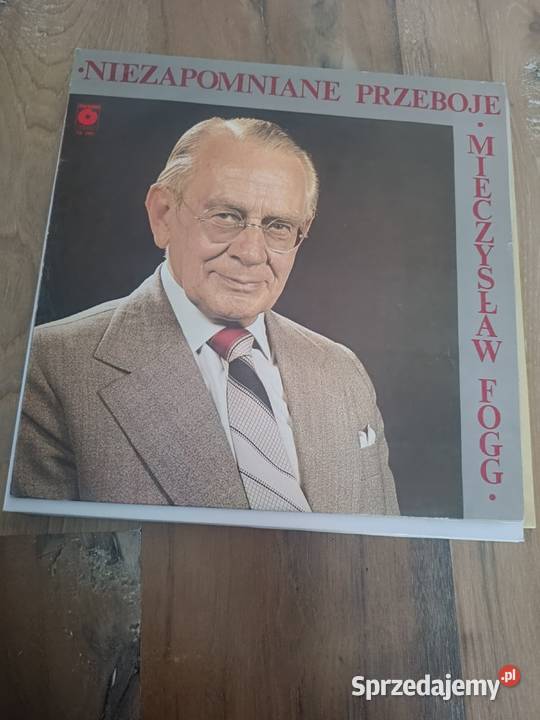 ·NIEZAPOMNIANE PRZEBOJE·
MIECZYSŁAW FOGG·
Sprzedajemy.pl